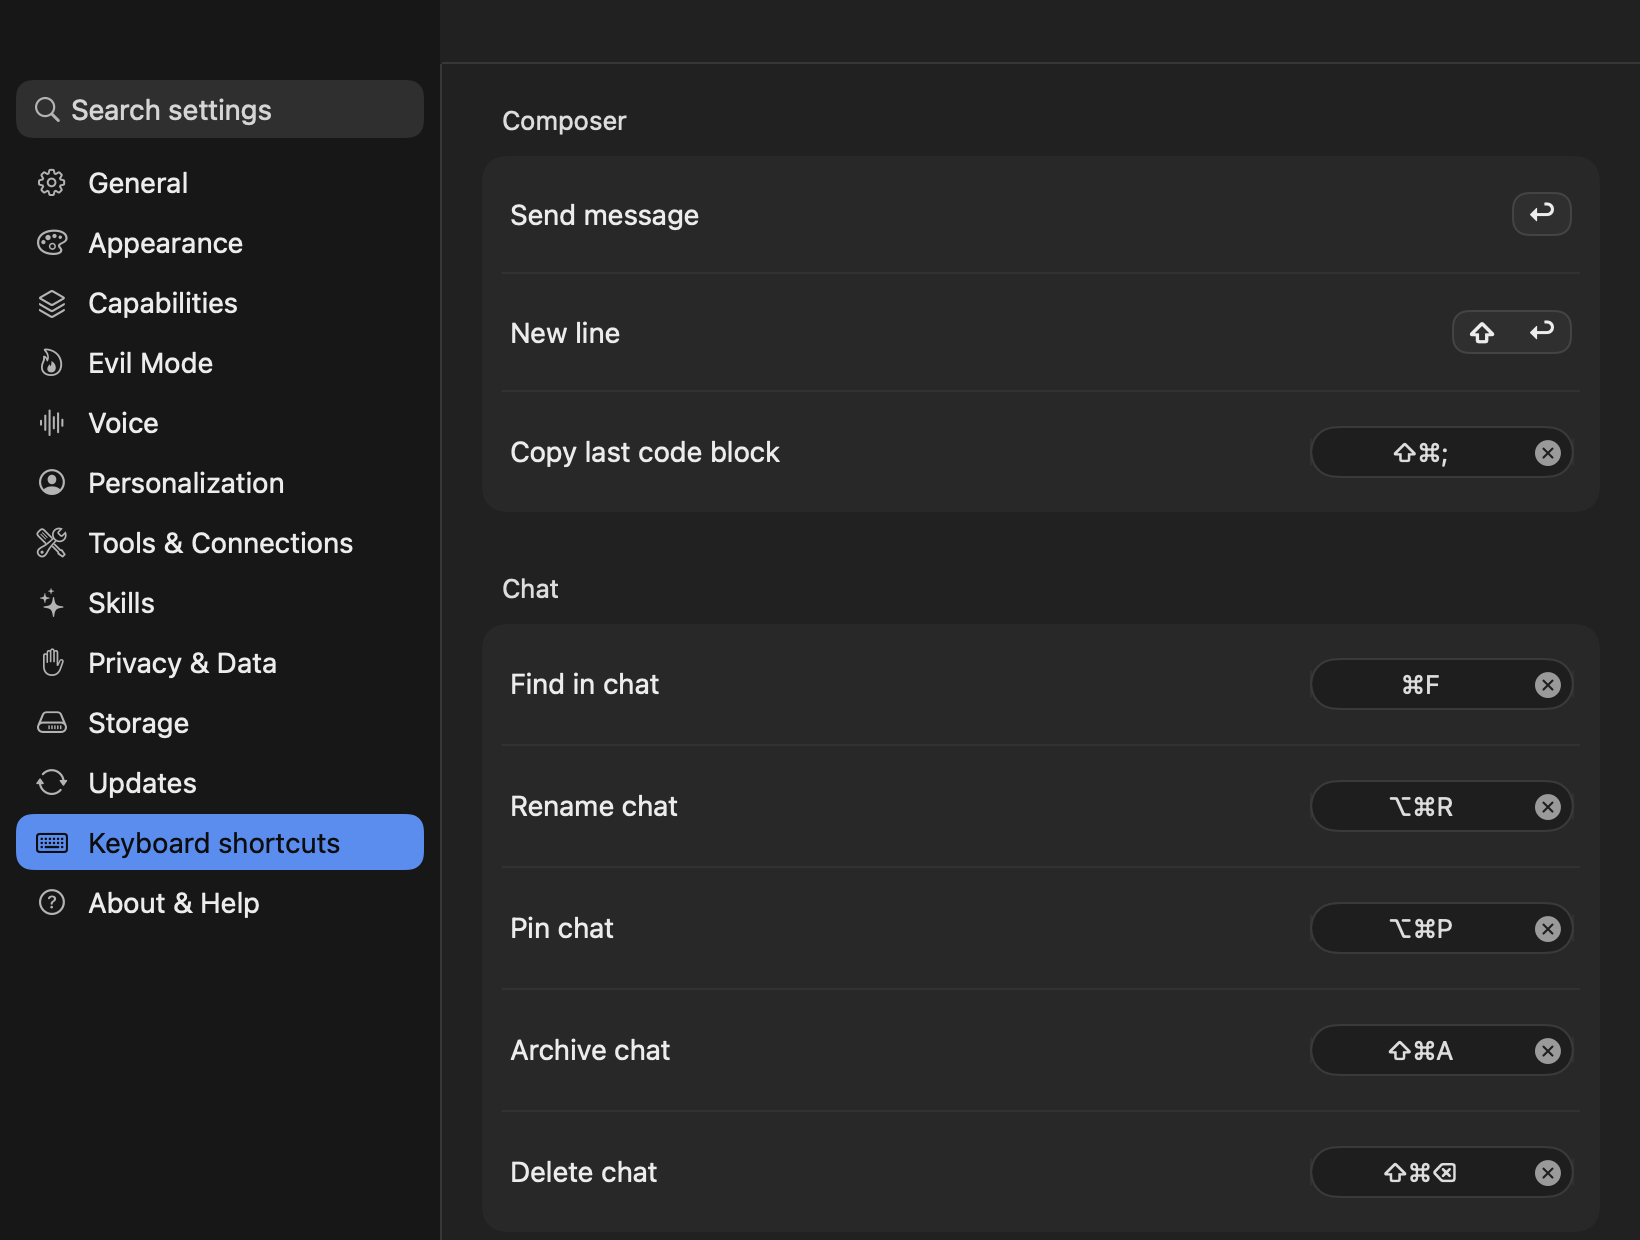 Search settings
General
Appearance
Capabilities
Evil Mode
Voice
Personalization
Tools & Connections
Skills
Privacy & Data
Storage
Updates
Keyboard shortcuts
About & Help
Composer
Send message ↩
New line ⇧ ↩
Copy last code block ⇧⌘;
Chat
Find in chat ⌘F
Rename chat ⌥⌘R
Pin chat ⌥⌘P
Archive chat ⇧⌘A
Delete chat ⇧⌘⌫